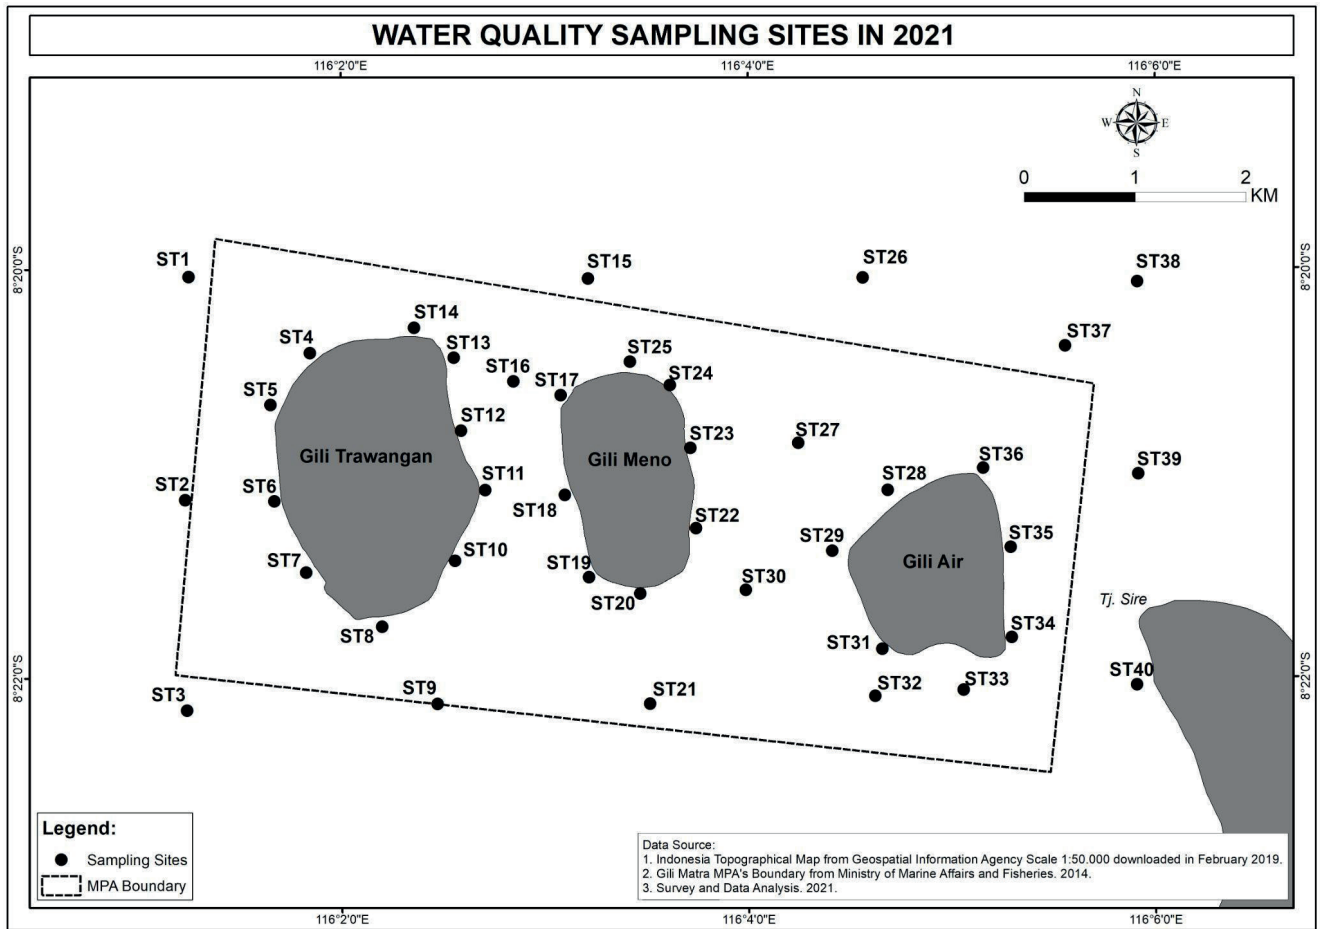 WATER QUALITY SAMPLING SITES IN 2021
116°2'0"E
116°4'0"E
116°6'0"E
N
W
E
S
0
1
2
KM
8°20'0"S
8°20'0"S
ST1
ST15
ST26
ST38
ST14
ST4
ST13
ST37
ST25
ST16
ST17
ST24
ST5
ST12
ST23
ST27
Gili Trawangan
Gili Meno
ST36
ST39
ST2
ST6
ST11
ST28
ST18
ST22
ST29
ST35
ST7
ST10
ST19
Gili Air
ST30
ST20
Tj. Sire
ST8
ST31
ST34
8°22'0"S
8°22'0"S
ST3
ST9
ST21
ST32
ST33
ST40
Legend:
Sampling Sites
MPA Boundary
Data Source:
1. Indonesia Topographical Map from Geospatial Information Agency Scale 1:50.000 downloaded in February 2019.
2. Gili Matra MPA's Boundary from Ministry of Marine Affairs and Fisheries. 2014.
3. Survey and Data Analysis. 2021.
116°2'0"E
116°4'0"E
116°6'0"E